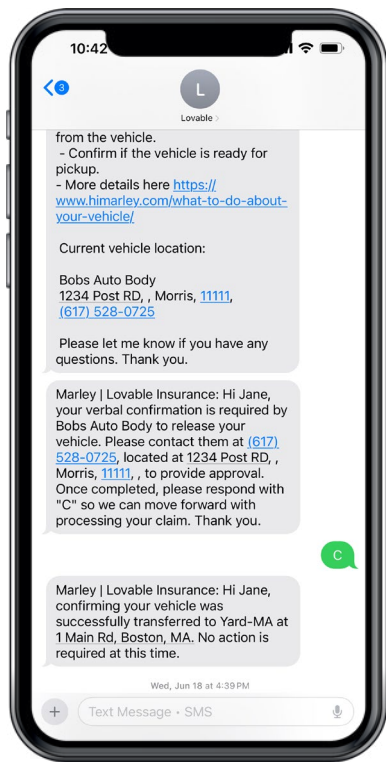 10:42
3
L
Lovable
from the vehicle.
- Confirm if the vehicle is ready for
pickup.
- More details here https://
www.himarley.com/what-to-do-about-
your-vehicle/
Current vehicle location:
Bobs Auto Body
1234 Post RD, , Morris, 11111,
(617) 528-0725
Please let me know if you have any
questions. Thank you.
Marley | Lovable Insurance: Hi Jane,
your verbal confirmation is required by
Bobs Auto Body to release your
vehicle. Please contact them at (617)
528-0725, located at 1234 Post RD, ,
Morris, 11111, , to provide approval.
Once completed, please respond with
"C" so we can move forward with
processing your claim. Thank you.
C
Marley | Lovable Insurance: Hi Jane,
confirming your vehicle was
successfully transferred to Yard-MA at
1 Main Rd, Boston, MA. No action is
required at this time.
Wed, Jun 18 at 4:39 PM
Text Message • SMS